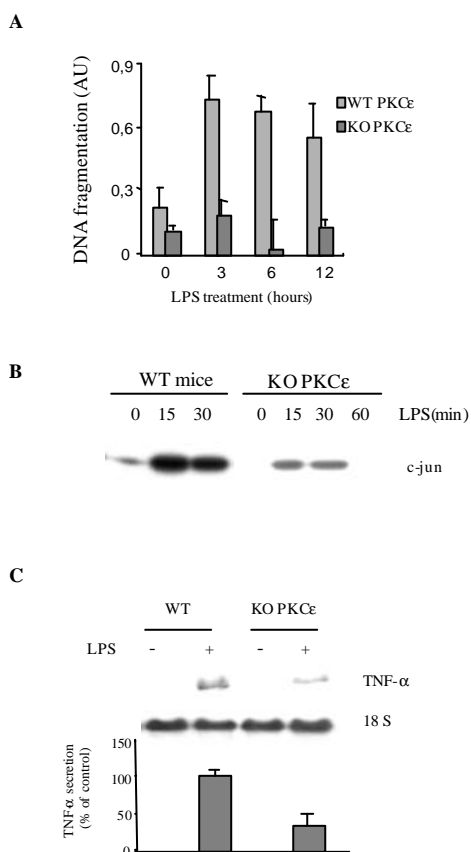 A
DNA fragmentation (AU)
0,9
0,6
0,3
0
WT PKCε
KO PKCε
0 3 6 12
LPS treatment (hours)
B
WT mice KO PKCε
0 15 30 0 15 30 60 LPS(min)
c-jun
C
WT KO PKCε
LPS - + - +
TNF-α
18 S
TNFα secretion
(% of control)
150
100
50
0